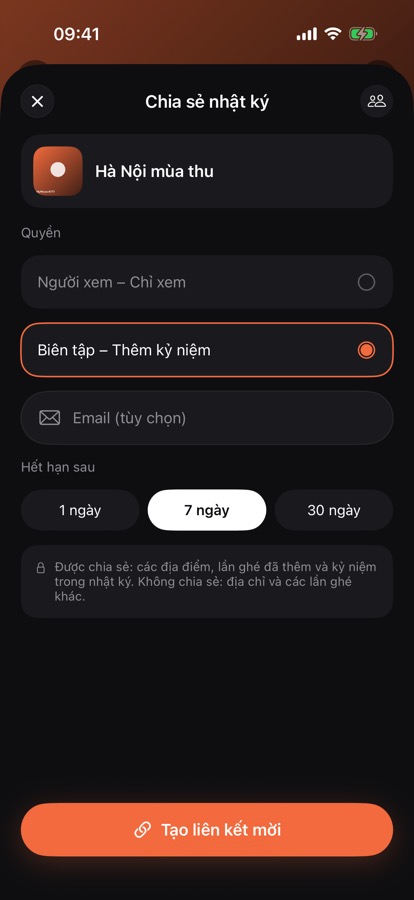 09:41
Chia sẻ nhật ký
Hà Nội mùa thu
Quyền
Người xem – Chỉ xem
Biên tập – Thêm kỷ niệm
Email (tùy chọn)
Hết hạn sau
1 ngày
7 ngày
30 ngày
Được chia sẻ: các địa điểm, lần ghé đã thêm và kỷ niệm
trong nhật ký. Không chia sẻ: địa chỉ và các lần ghé
khác.
Tạo liên kết mời